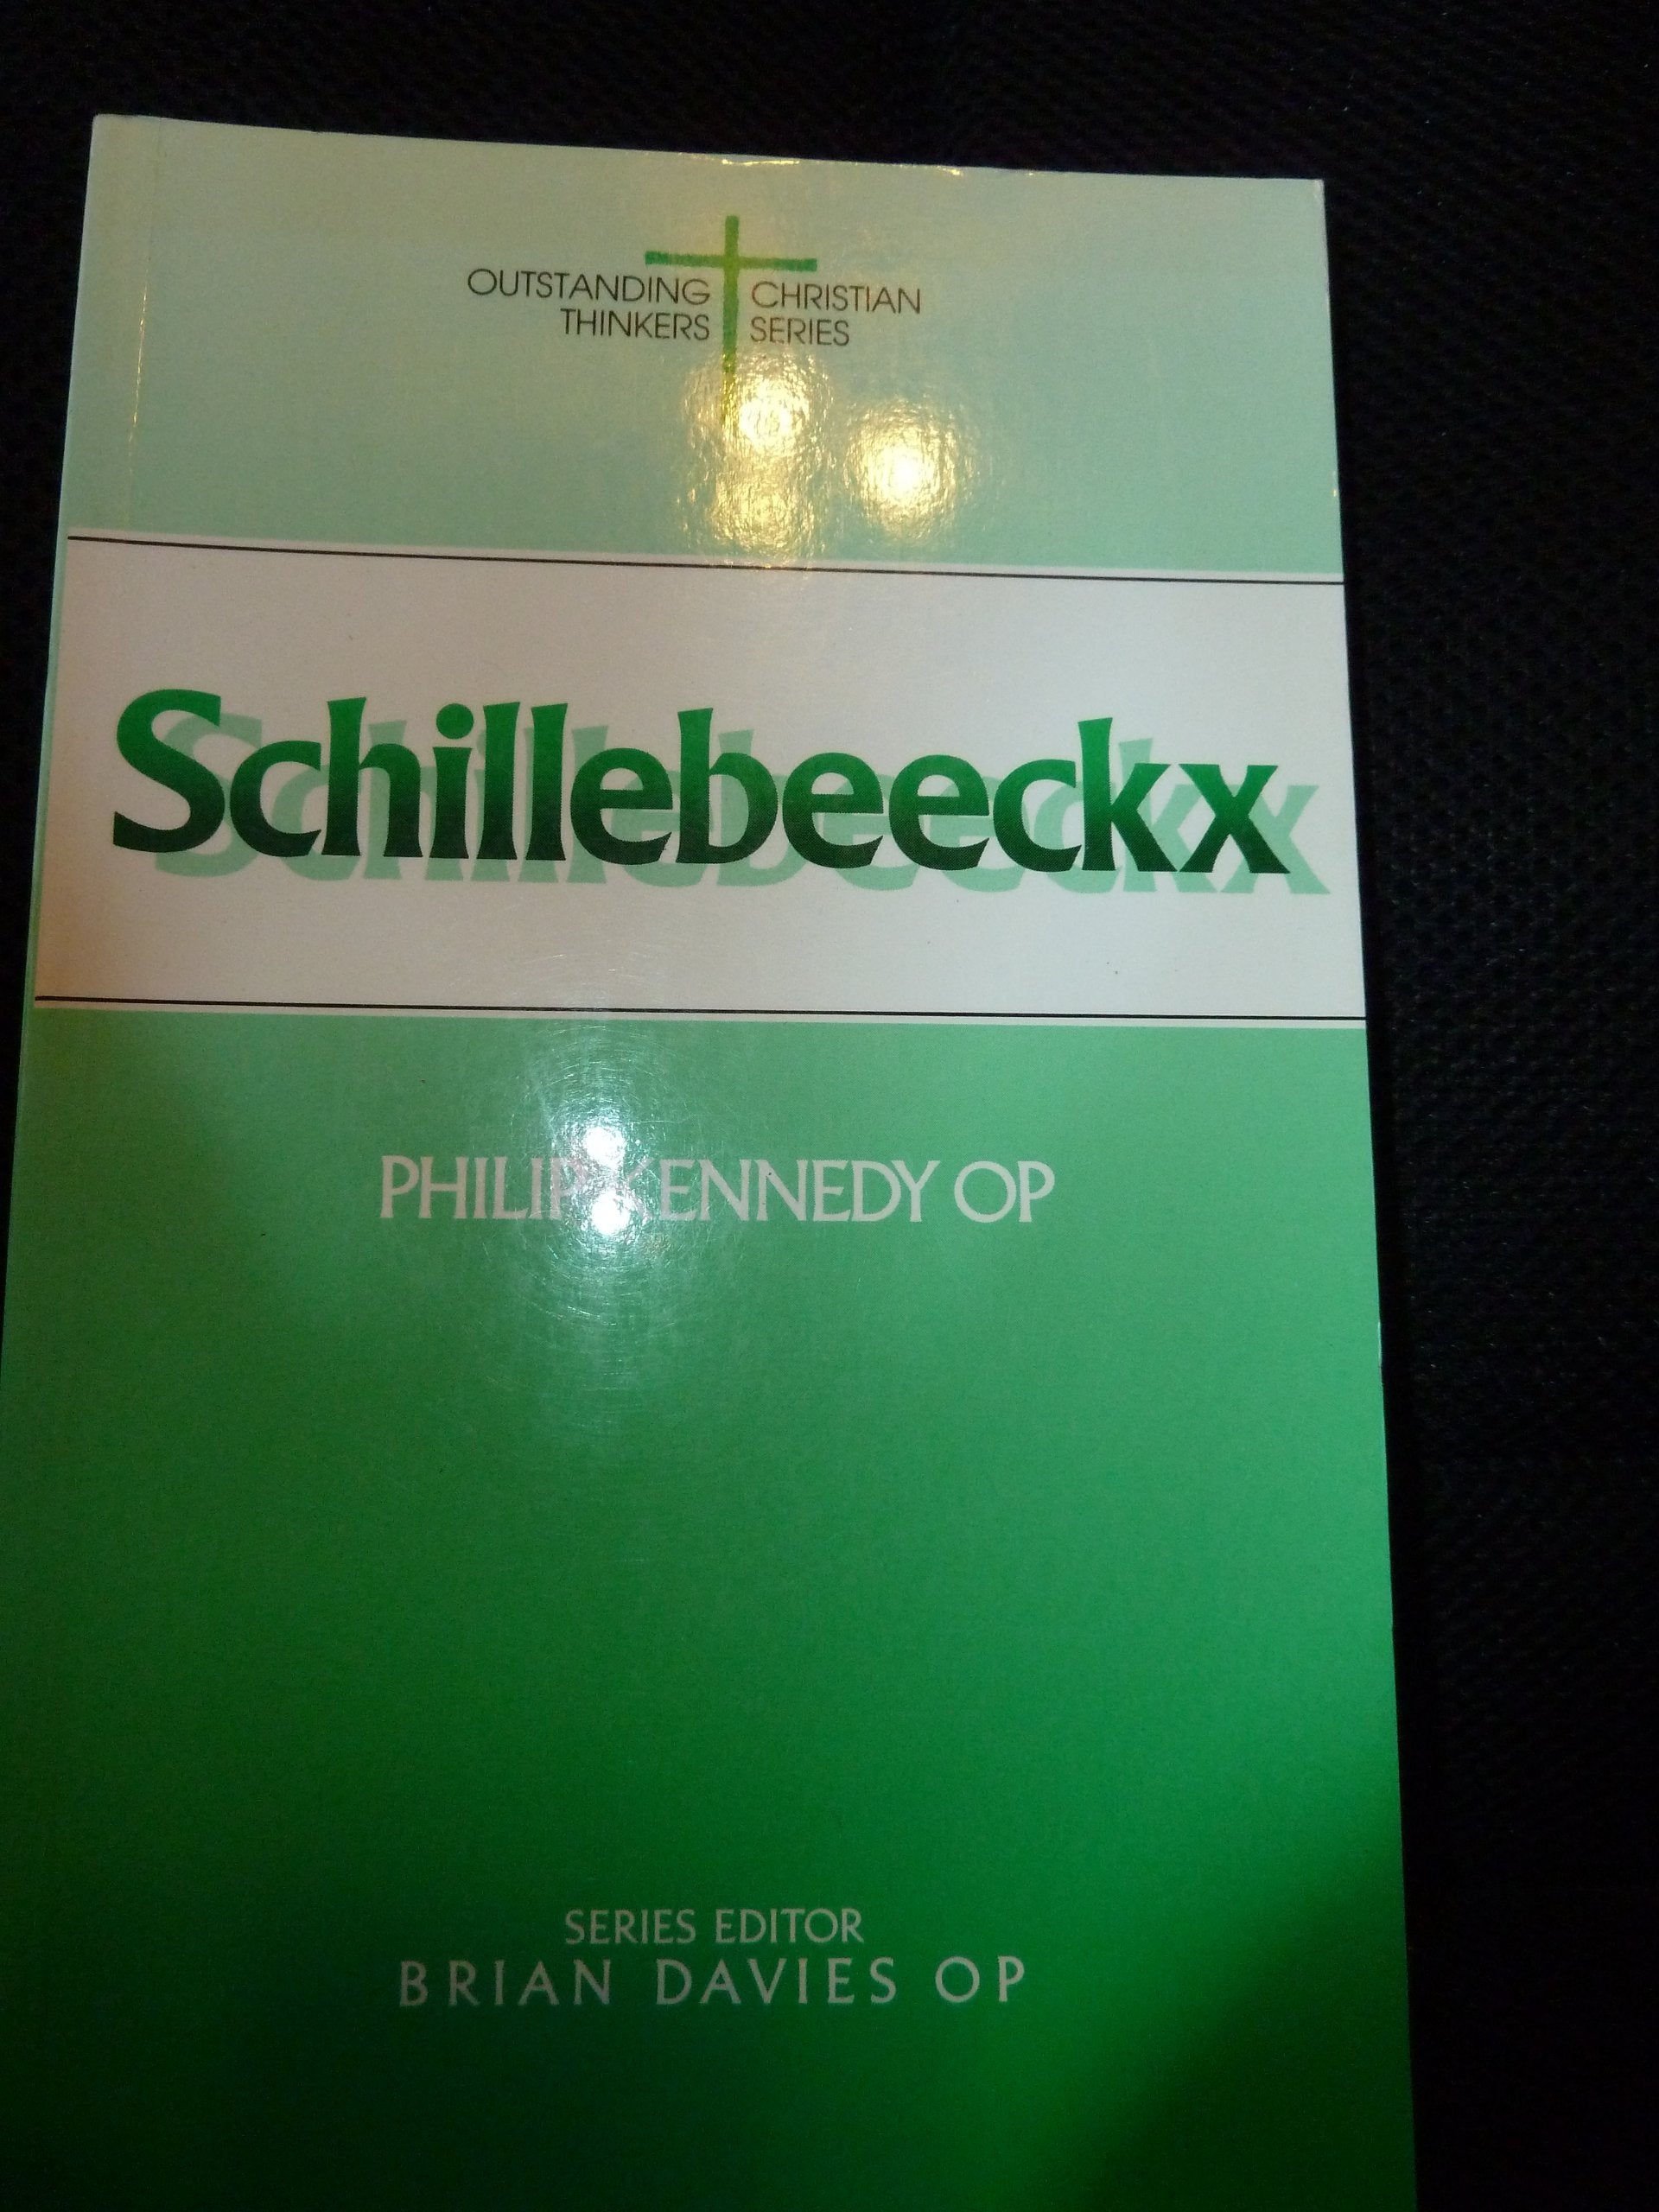 OUTSTANDING CHRISTIAN
THINKERS SERIES
Schillebeeckx
PHILIP KENNEDY OP
SERIES EDITOR
BRIAN DAVIES OP